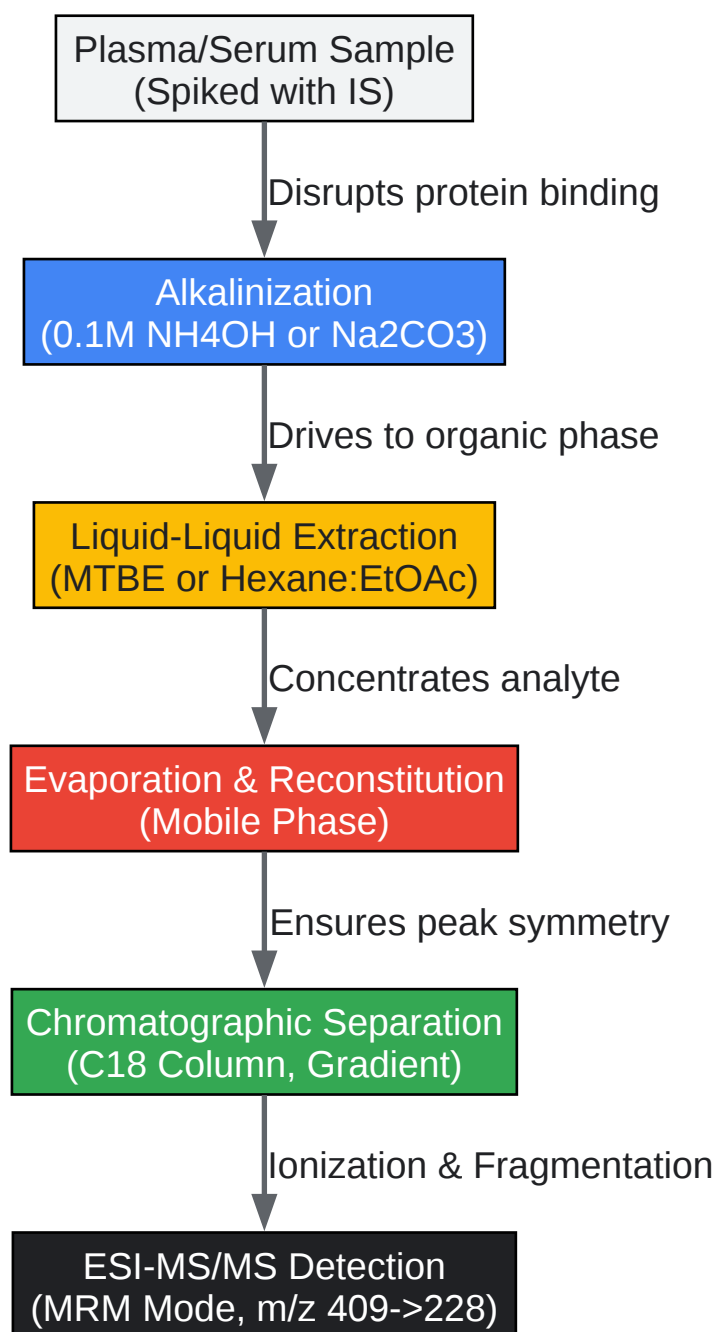 Plasma/Serum Sample
(Spiked with IS)
Disrupts protein binding
Alkalinization
(0.1M NH4OH or Na2CO3)
Drives to organic phase
Liquid-Liquid Extraction
(MTBE or Hexane:EtOAc)
Concentrates analyte
Evaporation & Reconstitution
(Mobile Phase)
Ensures peak symmetry
Chromatographic Separation
(C18 Column, Gradient)
Ionization & Fragmentation
ESI-MS/MS Detection
(MRM Mode, m/z 409->228)